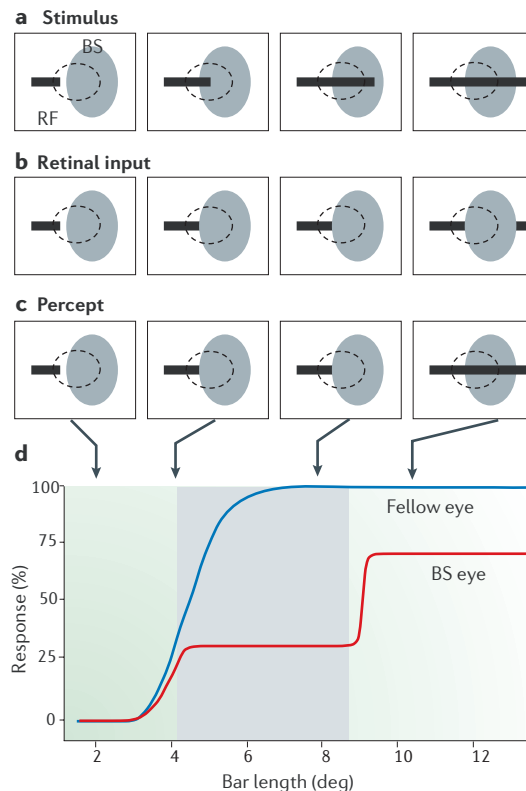 a Stimulus
BS
RF
b Retinal input
c Percept
d
100
75
50
25
0
Response (%)
Fellow eye
BS eye
2 4 6 8 10 12
Bar length (deg)